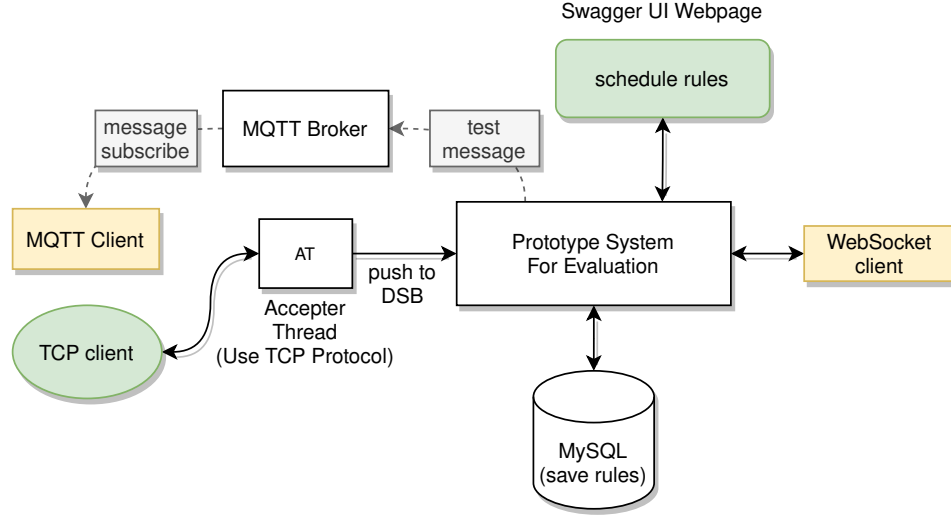 Swagger UI Webpage
schedule rules
message
subscribe
MQTT Broker
test
message
MQTT Client
AT
push to
DSB
Accepter
Thread
(Use TCP Protocol)
Prototype System
For Evaluation
WebSocket
client
TCP client
MySQL
(save rules)